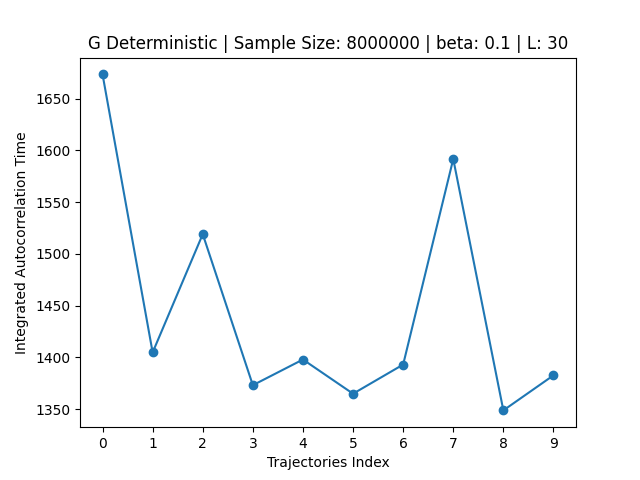 G Deterministic | Sample Size: 8000000 | beta: 0.1 | L: 30
Integrated Autocorrelation Time
1650
1600
1550
1500
1450
1400
1350
0 1 2 3 4 5 6 7 8 9
Trajectories Index